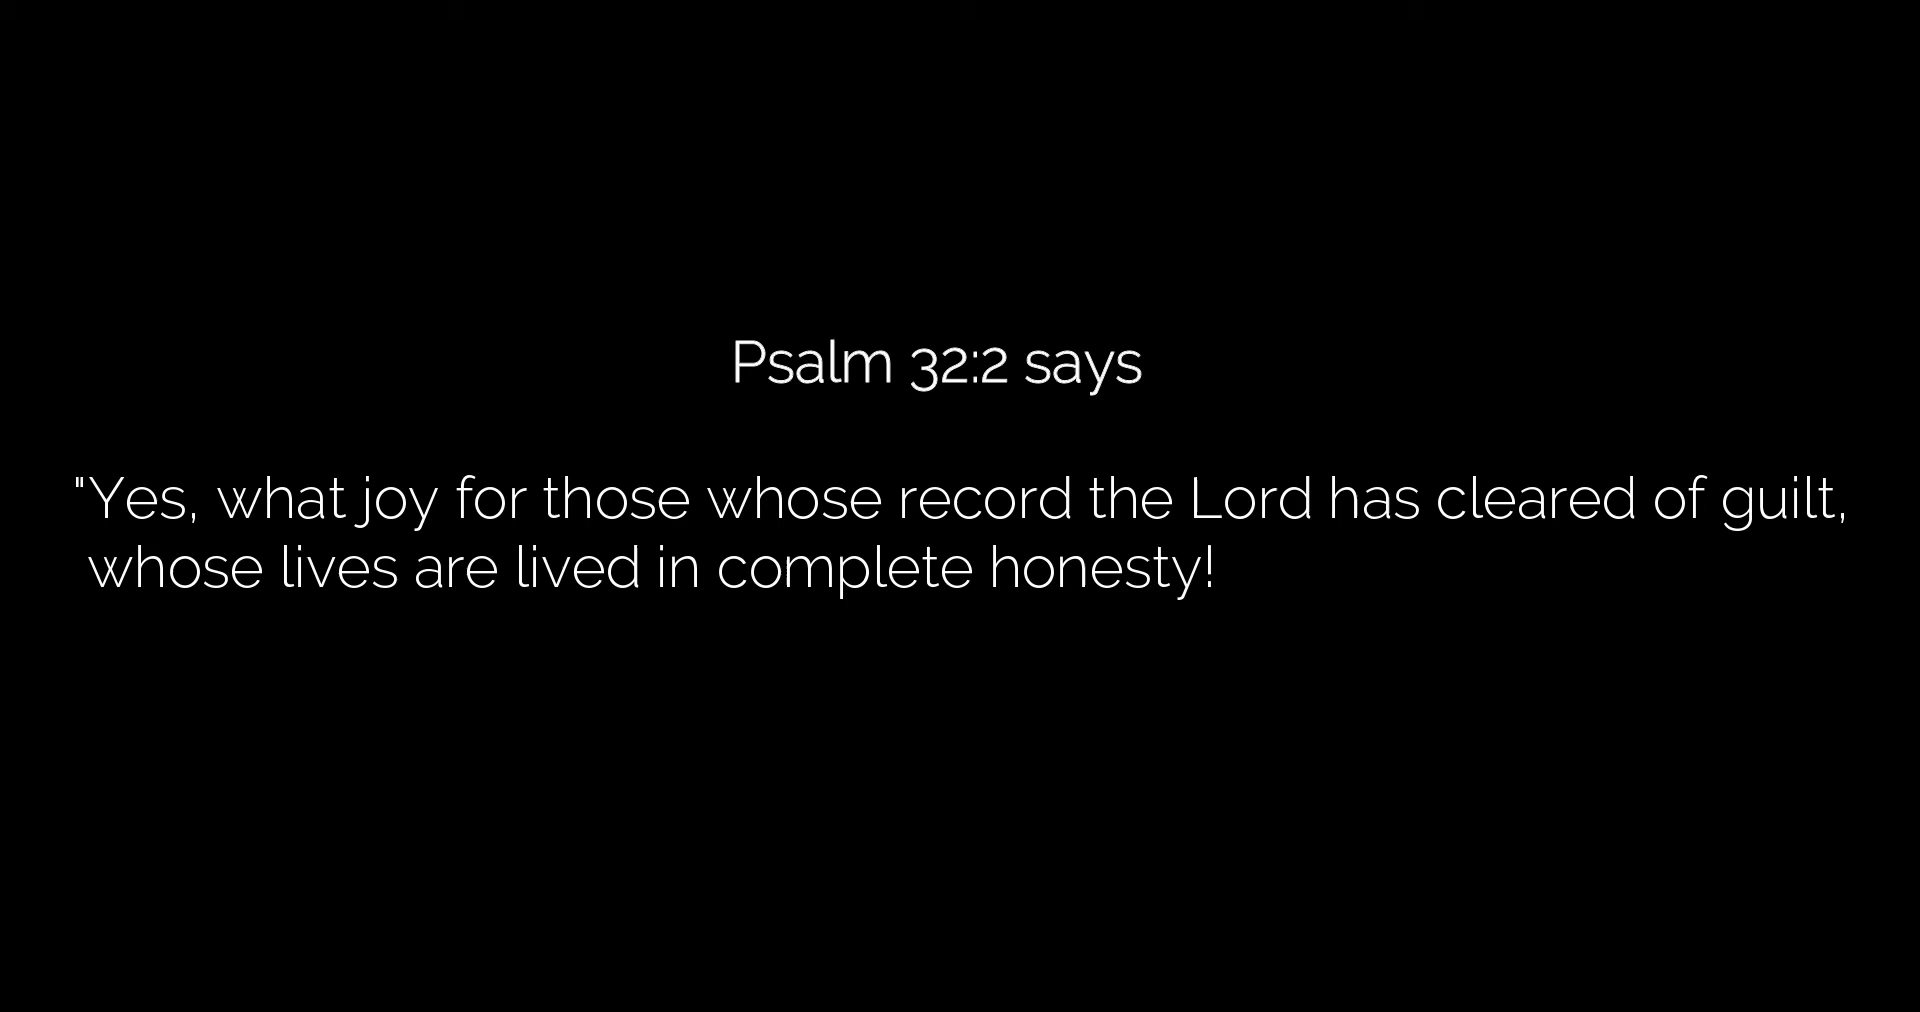 Psalm 32:2 says
"Yes, what joy for those whose record the Lord has cleared of guilt,
whose lives are lived in complete honesty!